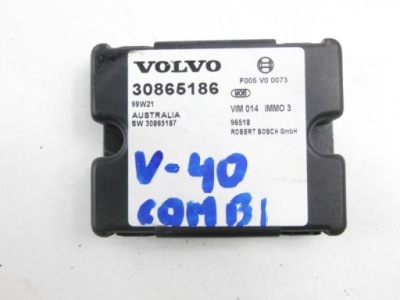 VOLVO
30865186
99W21
AUSTRALIA
SW 30865187
F005 V0 0073
905
VIM 014 IMMO 3
96518
ROBERT BOSCH GmbH
V-40
COMBI